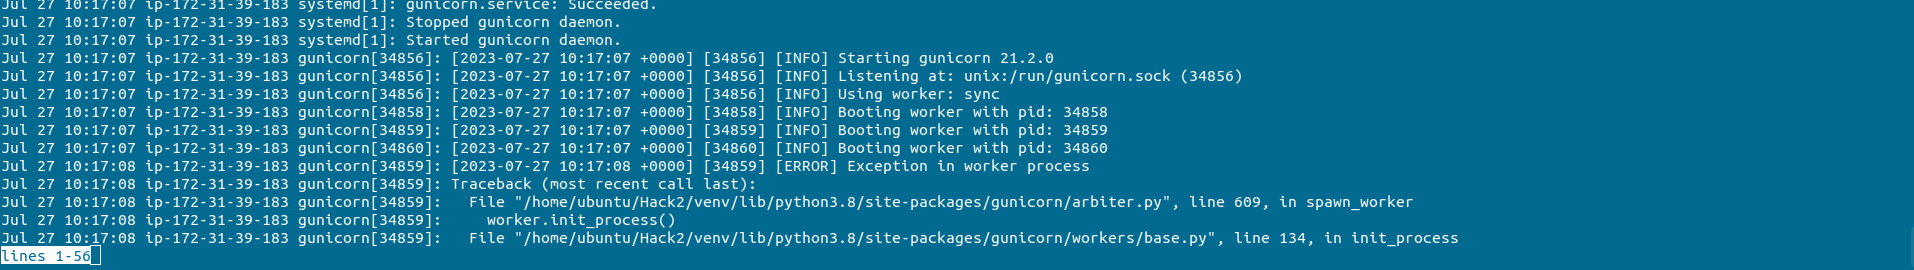 Jul 27 10:17:07 ip-172-31-39-183 systemd[1]: gunicorn.service: Succeeded.
Jul 27 10:17:07 ip-172-31-39-183 systemd[1]: Stopped gunicorn daemon.
Jul 27 10:17:07 ip-172-31-39-183 systemd[1]: Started gunicorn daemon.
Jul 27 10:17:07 ip-172-31-39-183 gunicorn[34856]: [2023-07-27 10:17:07 +0000] [34856] [INFO] Starting gunicorn 21.2.0
Jul 27 10:17:07 ip-172-31-39-183 gunicorn[34856]: [2023-07-27 10:17:07 +0000] [34856] [INFO] Listening at: unix:/run/gunicorn.sock (34856)
Jul 27 10:17:07 ip-172-31-39-183 gunicorn[34856]: [2023-07-27 10:17:07 +0000] [34856] [INFO] Using worker: sync
Jul 27 10:17:07 ip-172-31-39-183 gunicorn[34858]: [2023-07-27 10:17:07 +0000] [34858] [INFO] Booting worker with pid: 34858
Jul 27 10:17:07 ip-172-31-39-183 gunicorn[34859]: [2023-07-27 10:17:07 +0000] [34859] [INFO] Booting worker with pid: 34859
Jul 27 10:17:07 ip-172-31-39-183 gunicorn[34860]: [2023-07-27 10:17:07 +0000] [34860] [INFO] Booting worker with pid: 34860
Jul 27 10:17:08 ip-172-31-39-183 gunicorn[34859]: [2023-07-27 10:17:08 +0000] [34859] [ERROR] Exception in worker process
Jul 27 10:17:08 ip-172-31-39-183 gunicorn[34859]: Traceback (most recent call last):
Jul 27 10:17:08 ip-172-31-39-183 gunicorn[34859]:   File "/home/ubuntu/Hack2/venv/lib/python3.8/site-packages/gunicorn/arbiter.py", line 609, in spawn_worker
Jul 27 10:17:08 ip-172-31-39-183 gunicorn[34859]:     worker.init_process()
Jul 27 10:17:08 ip-172-31-39-183 gunicorn[34859]:   File "/home/ubuntu/Hack2/venv/lib/python3.8/site-packages/gunicorn/workers/base.py", line 134, in init_process
lines 1-56